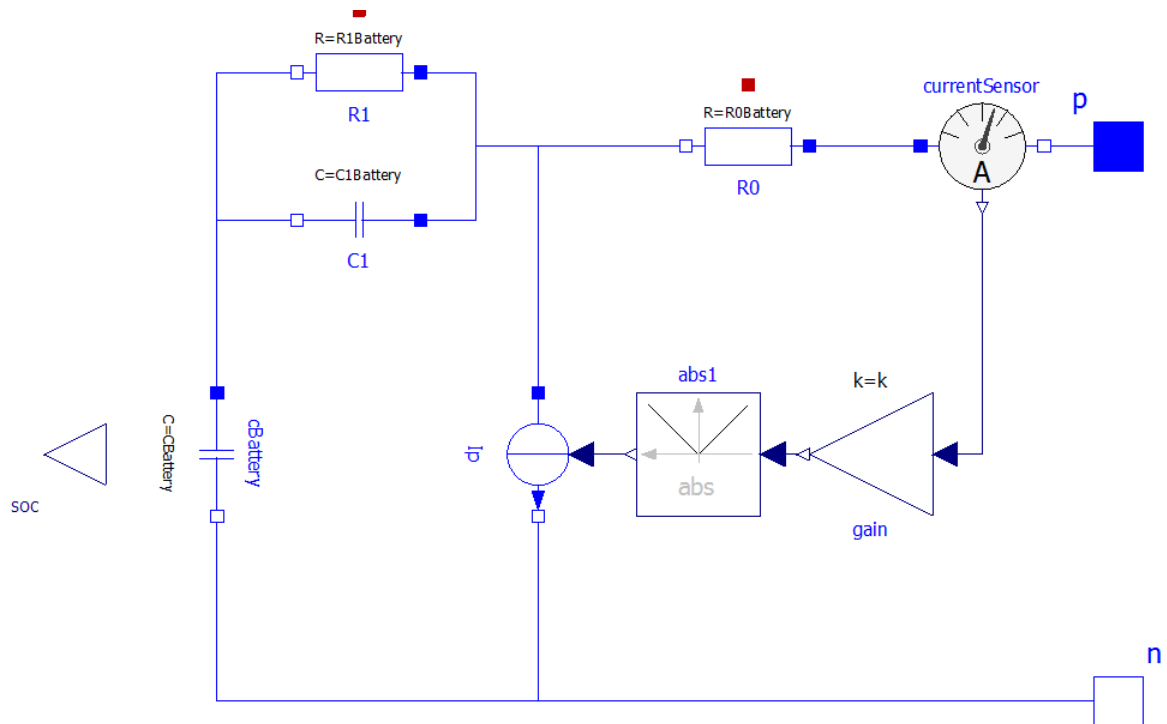 R=R1Battery
R1
C=C1Battery
C1
R=R0Battery
R0
currentSensor
A
p
C=CBattery
cBattery
soc
Ip
abs1
abs
k=k
gain
n